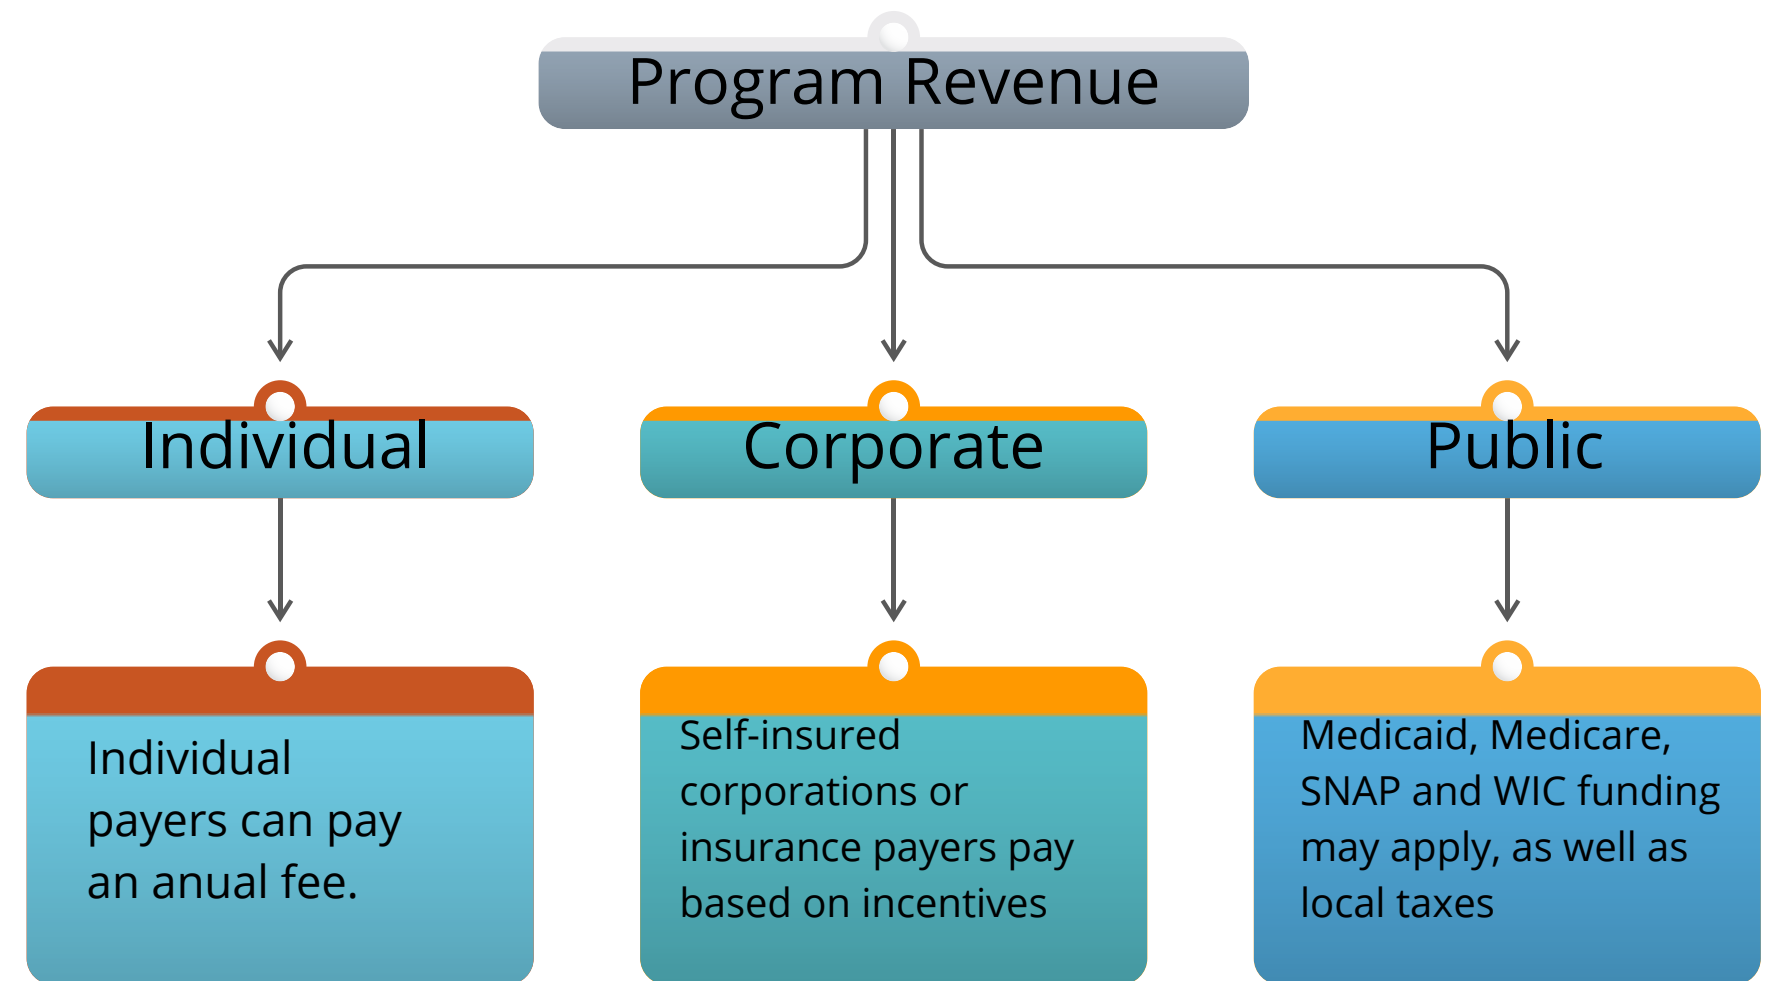 Program Revenue
Individual
Corporate
Public
Individual
payers can pay
an anual fee.
Self-insured
corporations or
insurance payers pay
based on incentives
Medicaid, Medicare,
SNAP and WIC funding
may apply, as well as
local taxes